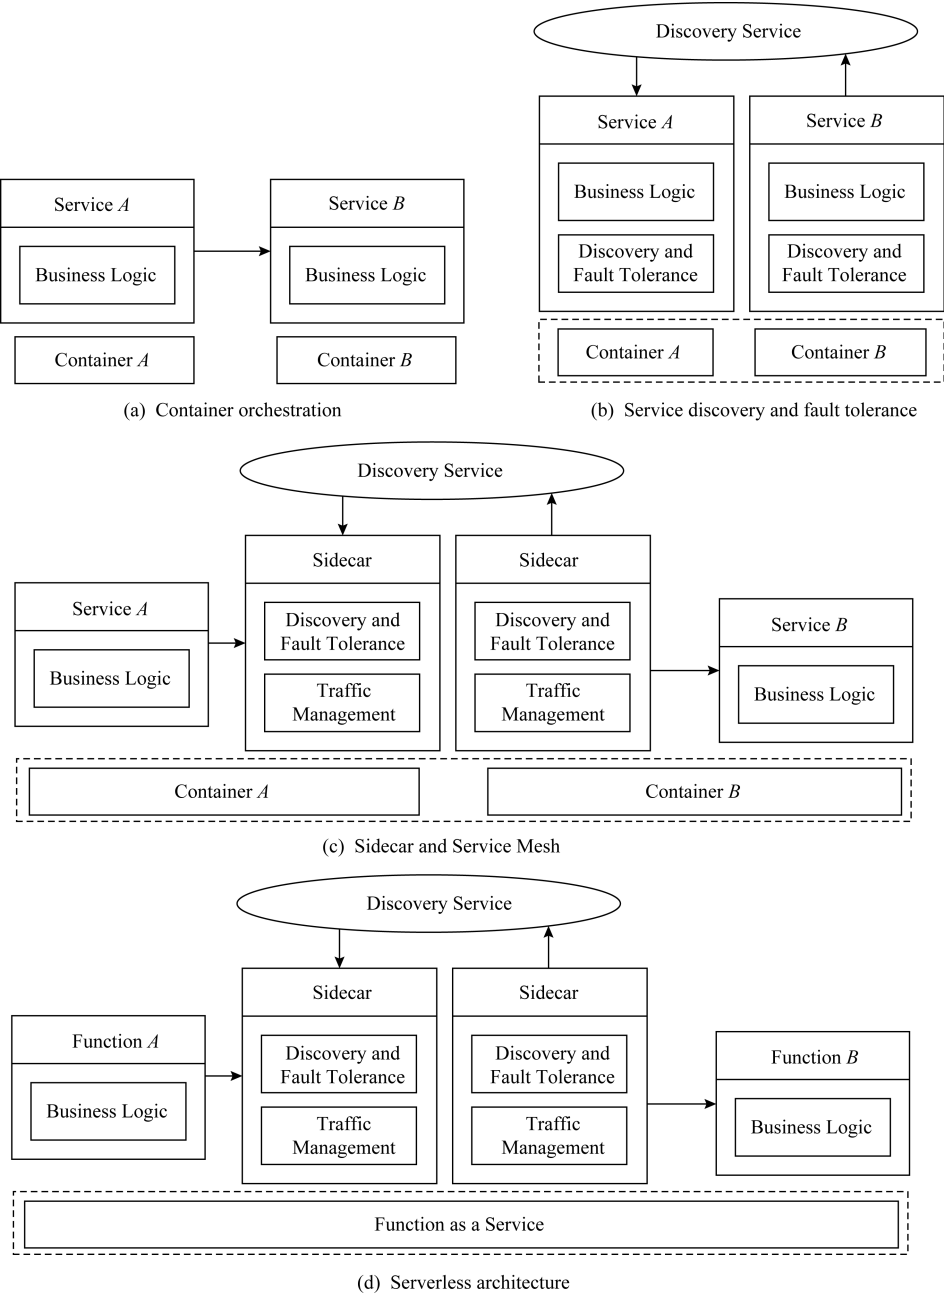 Service A
Business Logic
Container A
Service B
Business Logic
Container B
(a) Container orchestration
Discovery Service
Service A
Business Logic
Discovery and
Fault Tolerance
Container A
Service B
Business Logic
Discovery and
Fault Tolerance
Container B
(b) Service discovery and fault tolerance
Discovery Service
Service A
Business Logic
Sidecar
Discovery and
Fault Tolerance
Traffic
Management
Sidecar
Discovery and
Fault Tolerance
Traffic
Management
Service B
Business Logic
Container A
Container B
(c) Sidecar and Service Mesh
Discovery Service
Function A
Business Logic
Sidecar
Discovery and
Fault Tolerance
Traffic
Management
Sidecar
Discovery and
Fault Tolerance
Traffic
Management
Function B
Business Logic
Function as a Service
(d) Serverless architecture